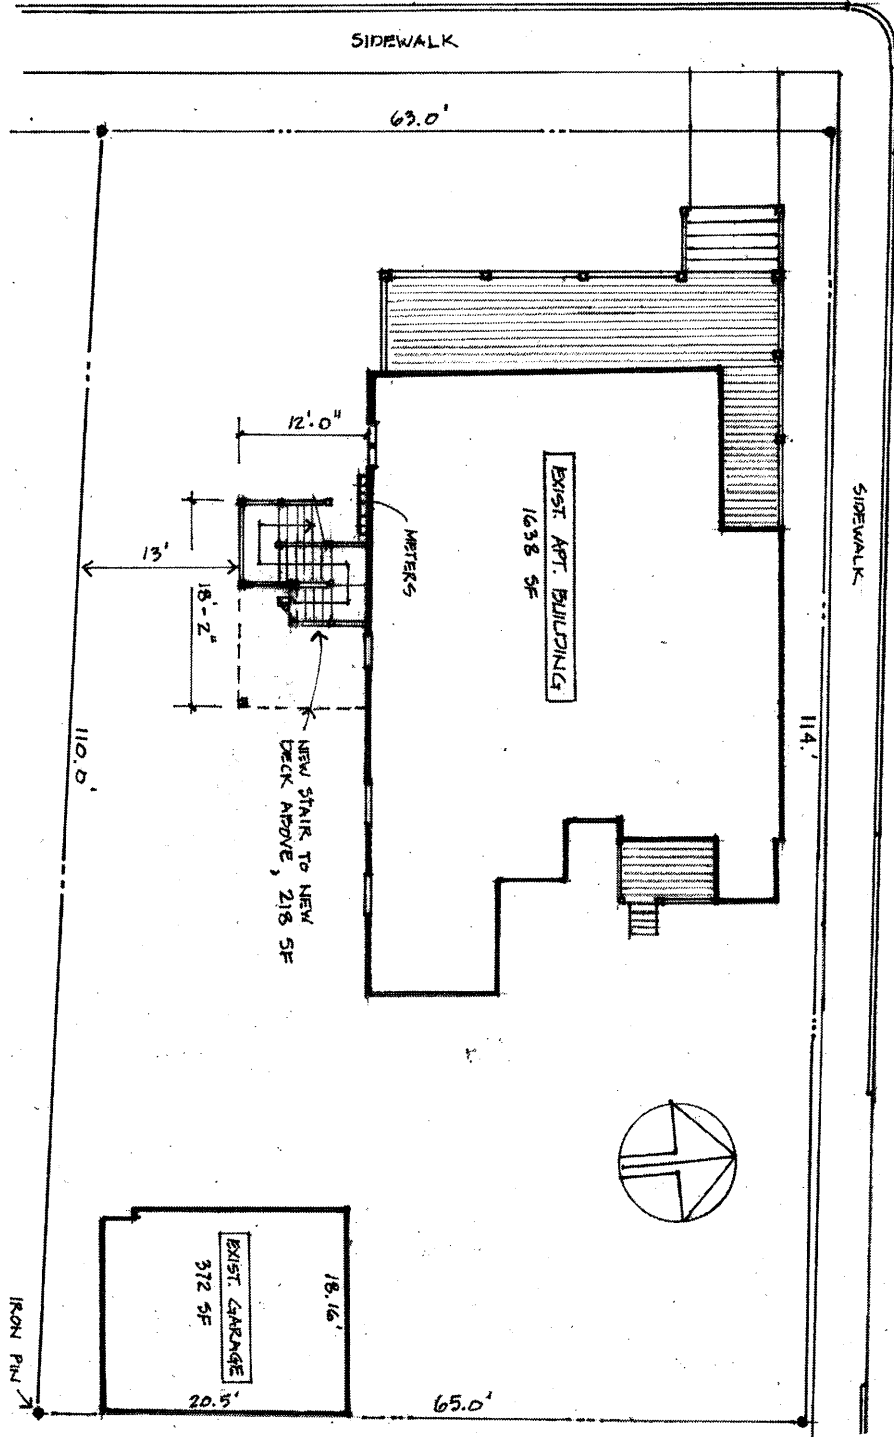 SIDEWALK
63.0'
SIDEWALK
12'.0"
METERS
EXIST. APT. BUILDING
1638 SF
13'
18'-2"
114.'
110.0'
NEW STAIR TO NEW
DECK ABOVE, 218 SF
EXIST. GARAGE
372 SF
18.16'
20.5'
65.0'
IRON PIN